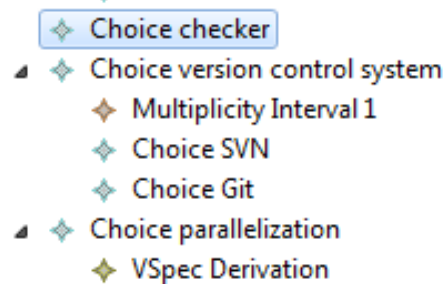 Choice checker
Choice version control system
Multiplicity Interval 1
Choice SVN
Choice Git
Choice parallelization
VSpec Derivation